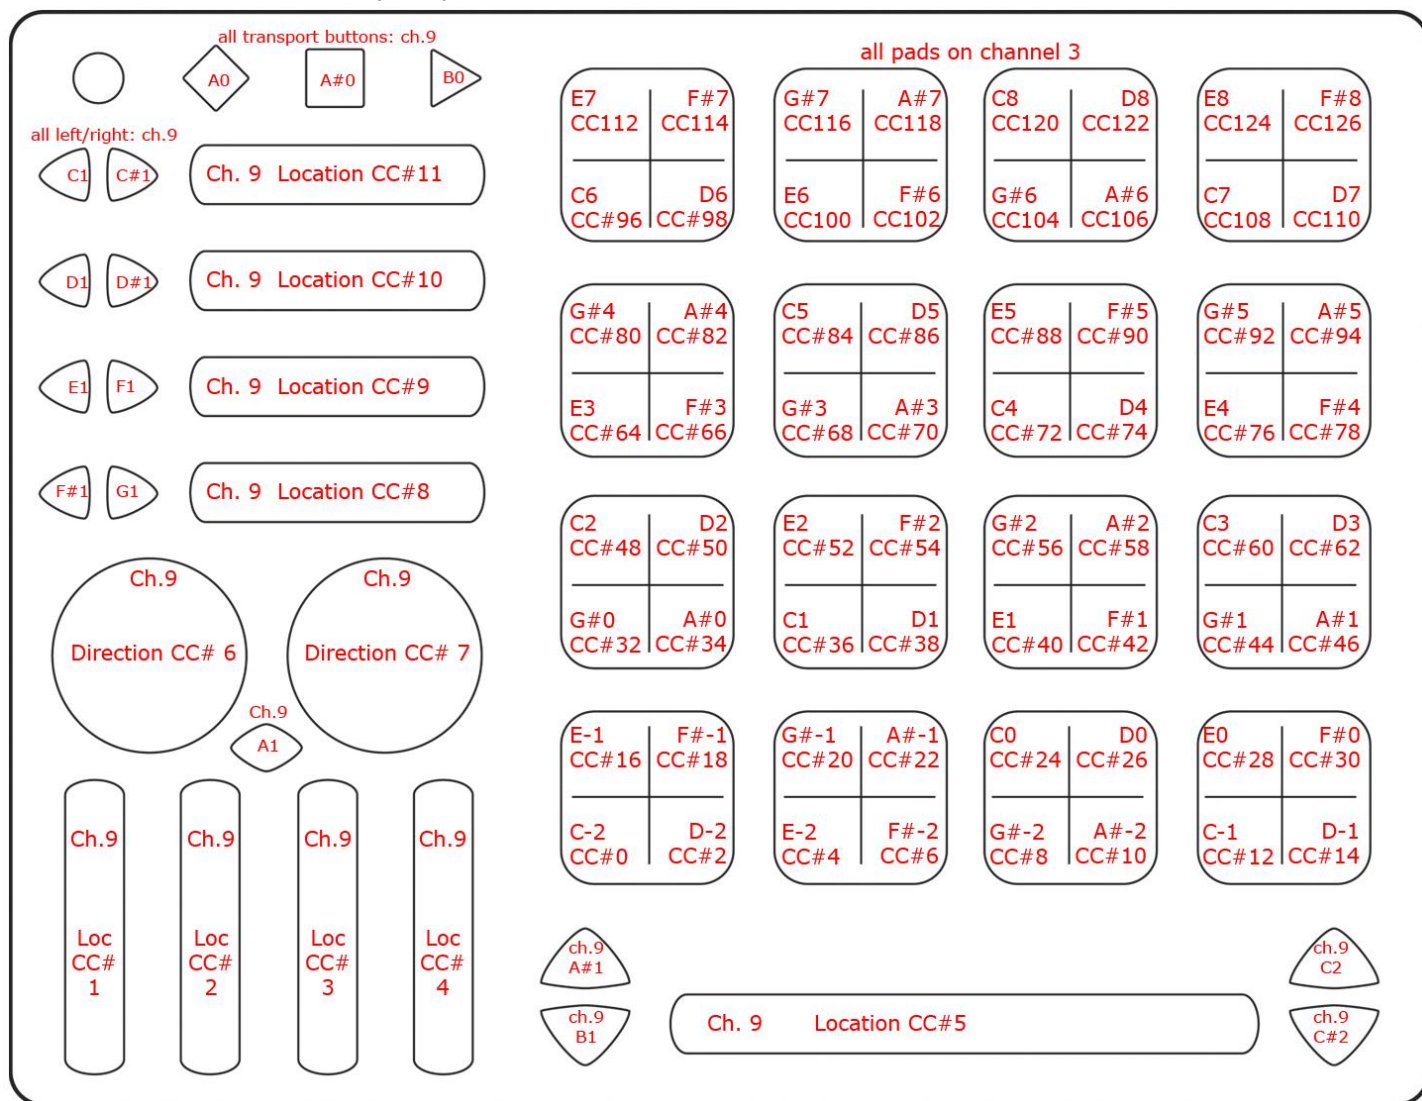 all transport buttons: ch.9
A0
A#0
B0
all left/right: ch.9
C1
C#1
Ch. 9 Location CC#11
D1
D#1
Ch. 9 Location CC#10
E1
F1
Ch. 9 Location CC#9
F#1
G1
Ch. 9 Location CC#8
Ch.9
Direction CC# 6
Ch.9
Direction CC# 7
Ch.9
A1
Ch.9
Loc
CC#
1
Ch.9
Loc
CC#
2
Ch.9
Loc
CC#
3
Ch.9
Loc
CC#
4
all pads on channel 3
E7 F#7
CC112 CC114
C6 D6
CC#96 CC#98
G#7 A#7
CC116 CC118
E6 F#6
CC100 CC102
C8 D8
CC120 CC122
G#6 A#6
CC104 CC106
E8 F#8
CC124 CC126
C7 D7
CC108 CC110
G#4 A#4
CC#80 CC#82
E3 F#3
CC#64 CC#66
C5 D5
CC#84 CC#86
G#3 A#3
CC#68 CC#70
E5 F#5
CC#88 CC#90
C4 D4
CC#72 CC#74
G#5 A#5
CC#92 CC#94
E4 F#4
CC#76 CC#78
C2 D2
CC#48 CC#50
G#0 A#0
CC#32 CC#34
E2 F#2
CC#52 CC#54
C1 D1
CC#36 CC#38
G#2 A#2
CC#56 CC#58
E1 F#1
CC#40 CC#42
C3 D3
CC#60 CC#62
G#1 A#1
CC#44 CC#46
E-1 F#-1
CC#16 CC#18
C-2 D-2
CC#0 CC#2
G#-1 A#-1
CC#20 CC#22
E-2 F#-2
CC#4 CC#6
C0 D0
CC#24 CC#26
G#-2 A#-2
CC#8 CC#10
E0 F#0
CC#28 CC#30
C-1 D-1
CC#12 CC#14
ch.9
A#1
ch.9
B1
Ch. 9 Location CC#5
ch.9
C2
ch.9
C#2